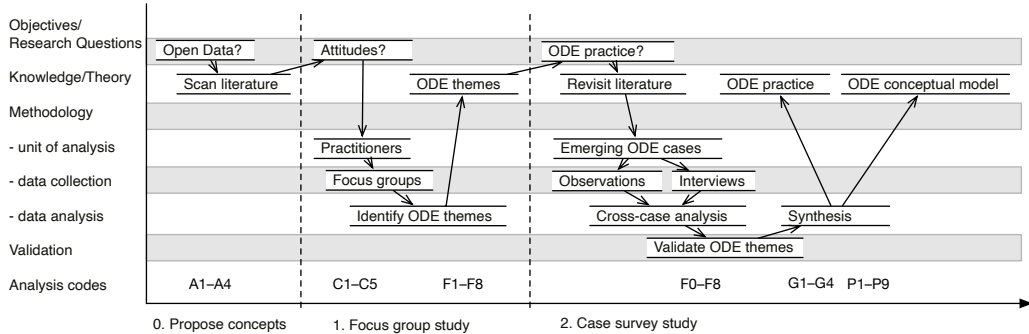 Objectives/
Research Questions
Open Data?
Attitudes?
ODE practice?
Knowledge/Theory
Scan literature
ODE themes
Revisit literature
ODE practice
ODE conceptual model
Methodology
- unit of analysis
Practitioners
Emerging ODE cases
- data collection
Focus groups
Observations
Interviews
- data analysis
Identify ODE themes
Cross-case analysis
Synthesis
Validation
Validate ODE themes
Analysis codes
A1–A4
C1–C5
F1–F8
F0–F8
G1–G4
P1–P9
0. Propose concepts
1. Focus group study
2. Case survey study